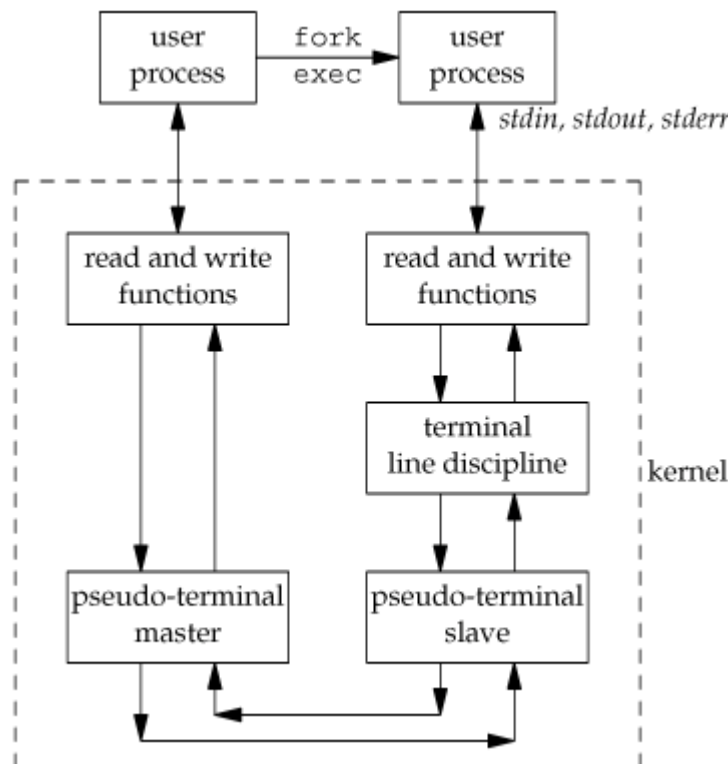 user
process
fork
exec
user
process
stdin, stdout, stderr
read and write
functions
read and write
functions
terminal
line discipline
kernel
pseudo-terminal
master
pseudo-terminal
slave